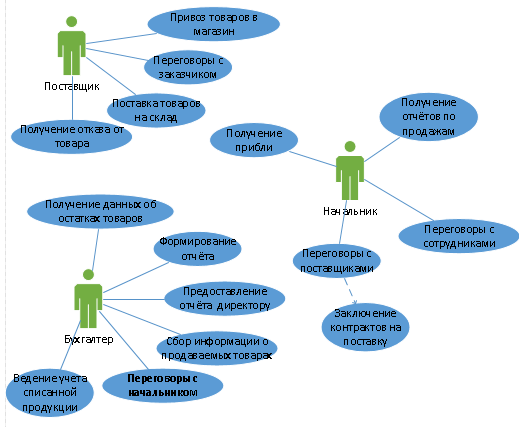 Привоз товаров в
магазин
Переговоры с
заказчиком
Поставщик
Поставка товаров
на склад
Получение отказа от
товара
Получение
отчётов по
продажам
Получение
прибли
Начальник
Переговоры с
сотрудниками
Переговоры с
поставщиками
Заключение
контрактов на
поставку
Получение данных об
остатках товаров
Формирование
отчёта
Предоставление
отчёта директору
Бухгалтер
Сбор информации о
продаваемых товарах
Ведение учета
списанной
продукции
Переговоры с
начальником